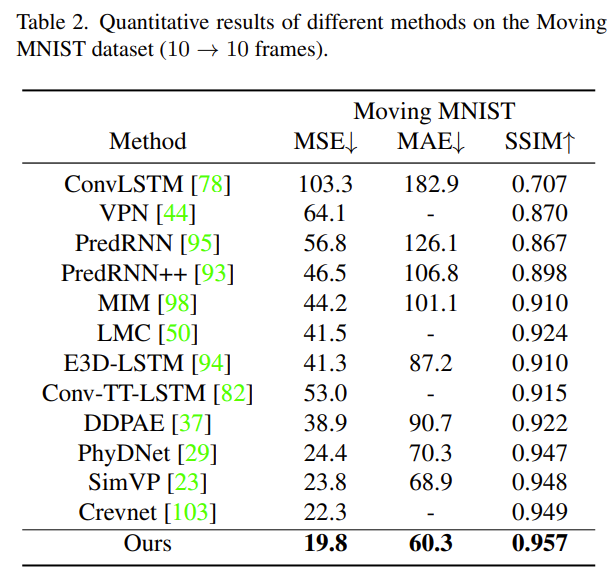 Table 2. Quantitative results of different methods on the Moving
MNIST dataset (10 → 10 frames).
Moving MNIST
Method MSE↓ MAE↓ SSIM↑
ConvLSTM [78] 103.3 182.9 0.707
VPN [44] 64.1 - 0.870
PredRNN [95] 56.8 126.1 0.867
PredRNN++ [93] 46.5 106.8 0.898
MIM [98] 44.2 101.1 0.910
LMC [50] 41.5 - 0.924
E3D-LSTM [94] 41.3 87.2 0.910
Conv-TT-LSTM [82] 53.0 - 0.915
DDPAE [37] 38.9 90.7 0.922
PhyDNet [29] 24.4 70.3 0.947
SimVP [23] 23.8 68.9 0.948
Crevnet [103] 22.3 - 0.949
Ours 19.8 60.3 0.957